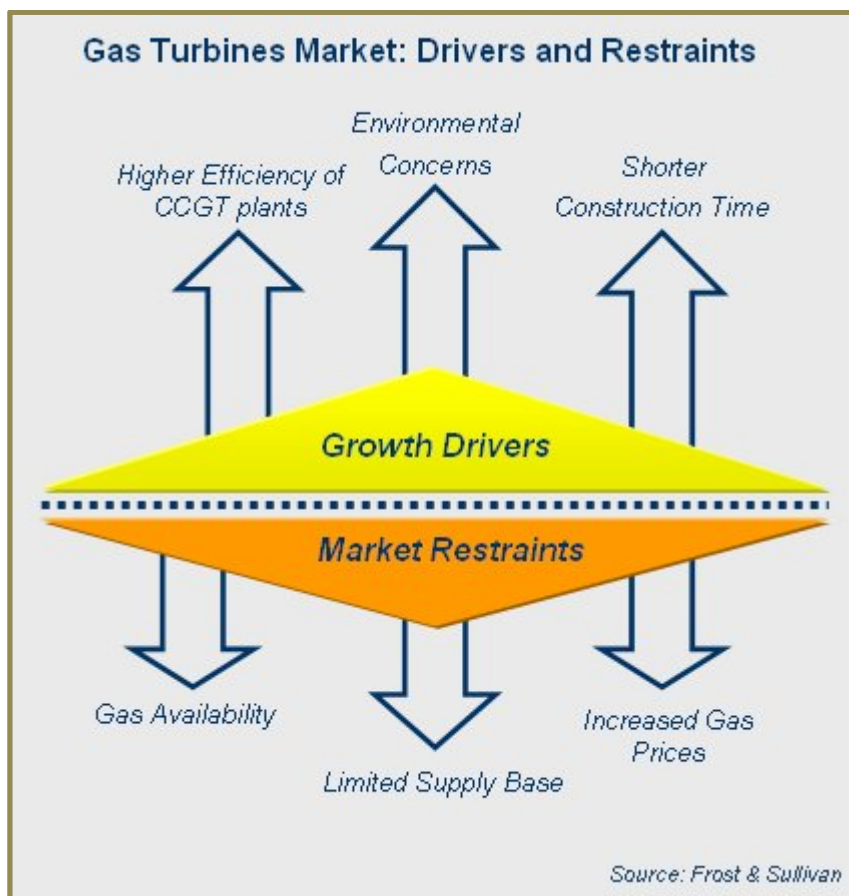 Gas Turbines Market: Drivers and Restraints
Environmental
Concerns
Higher Efficiency of
CCGT plants
Shorter
Construction Time
Growth Drivers
Market Restraints
Gas Availability
Limited Supply Base
Increased Gas
Prices
Source: Frost & Sullivan